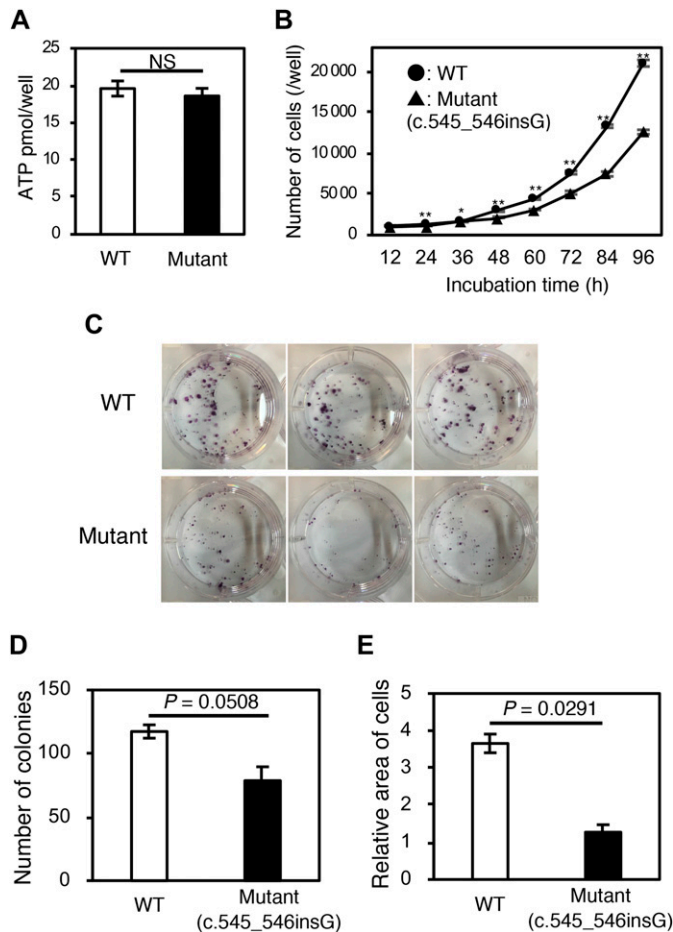 A
ATP pmol/well
25
20
15
10
5
0
NS
WT
Mutant
B
Number of cells (/well)
20 000
15 000
10 000
5000
0
●: WT
▲: Mutant
(c.545_546insG)
** * ** ** ** ** **
12 24 36 48 60 72 84 96
Incubation time (h)
C
WT
Mutant
D
Number of colonies
150
100
50
0
P = 0.0508
WT
Mutant
(c.545_546insG)
E
Relative area of cells
5
4
3
2
1
0
P = 0.0291
WT
Mutant
(c.545_546insG)